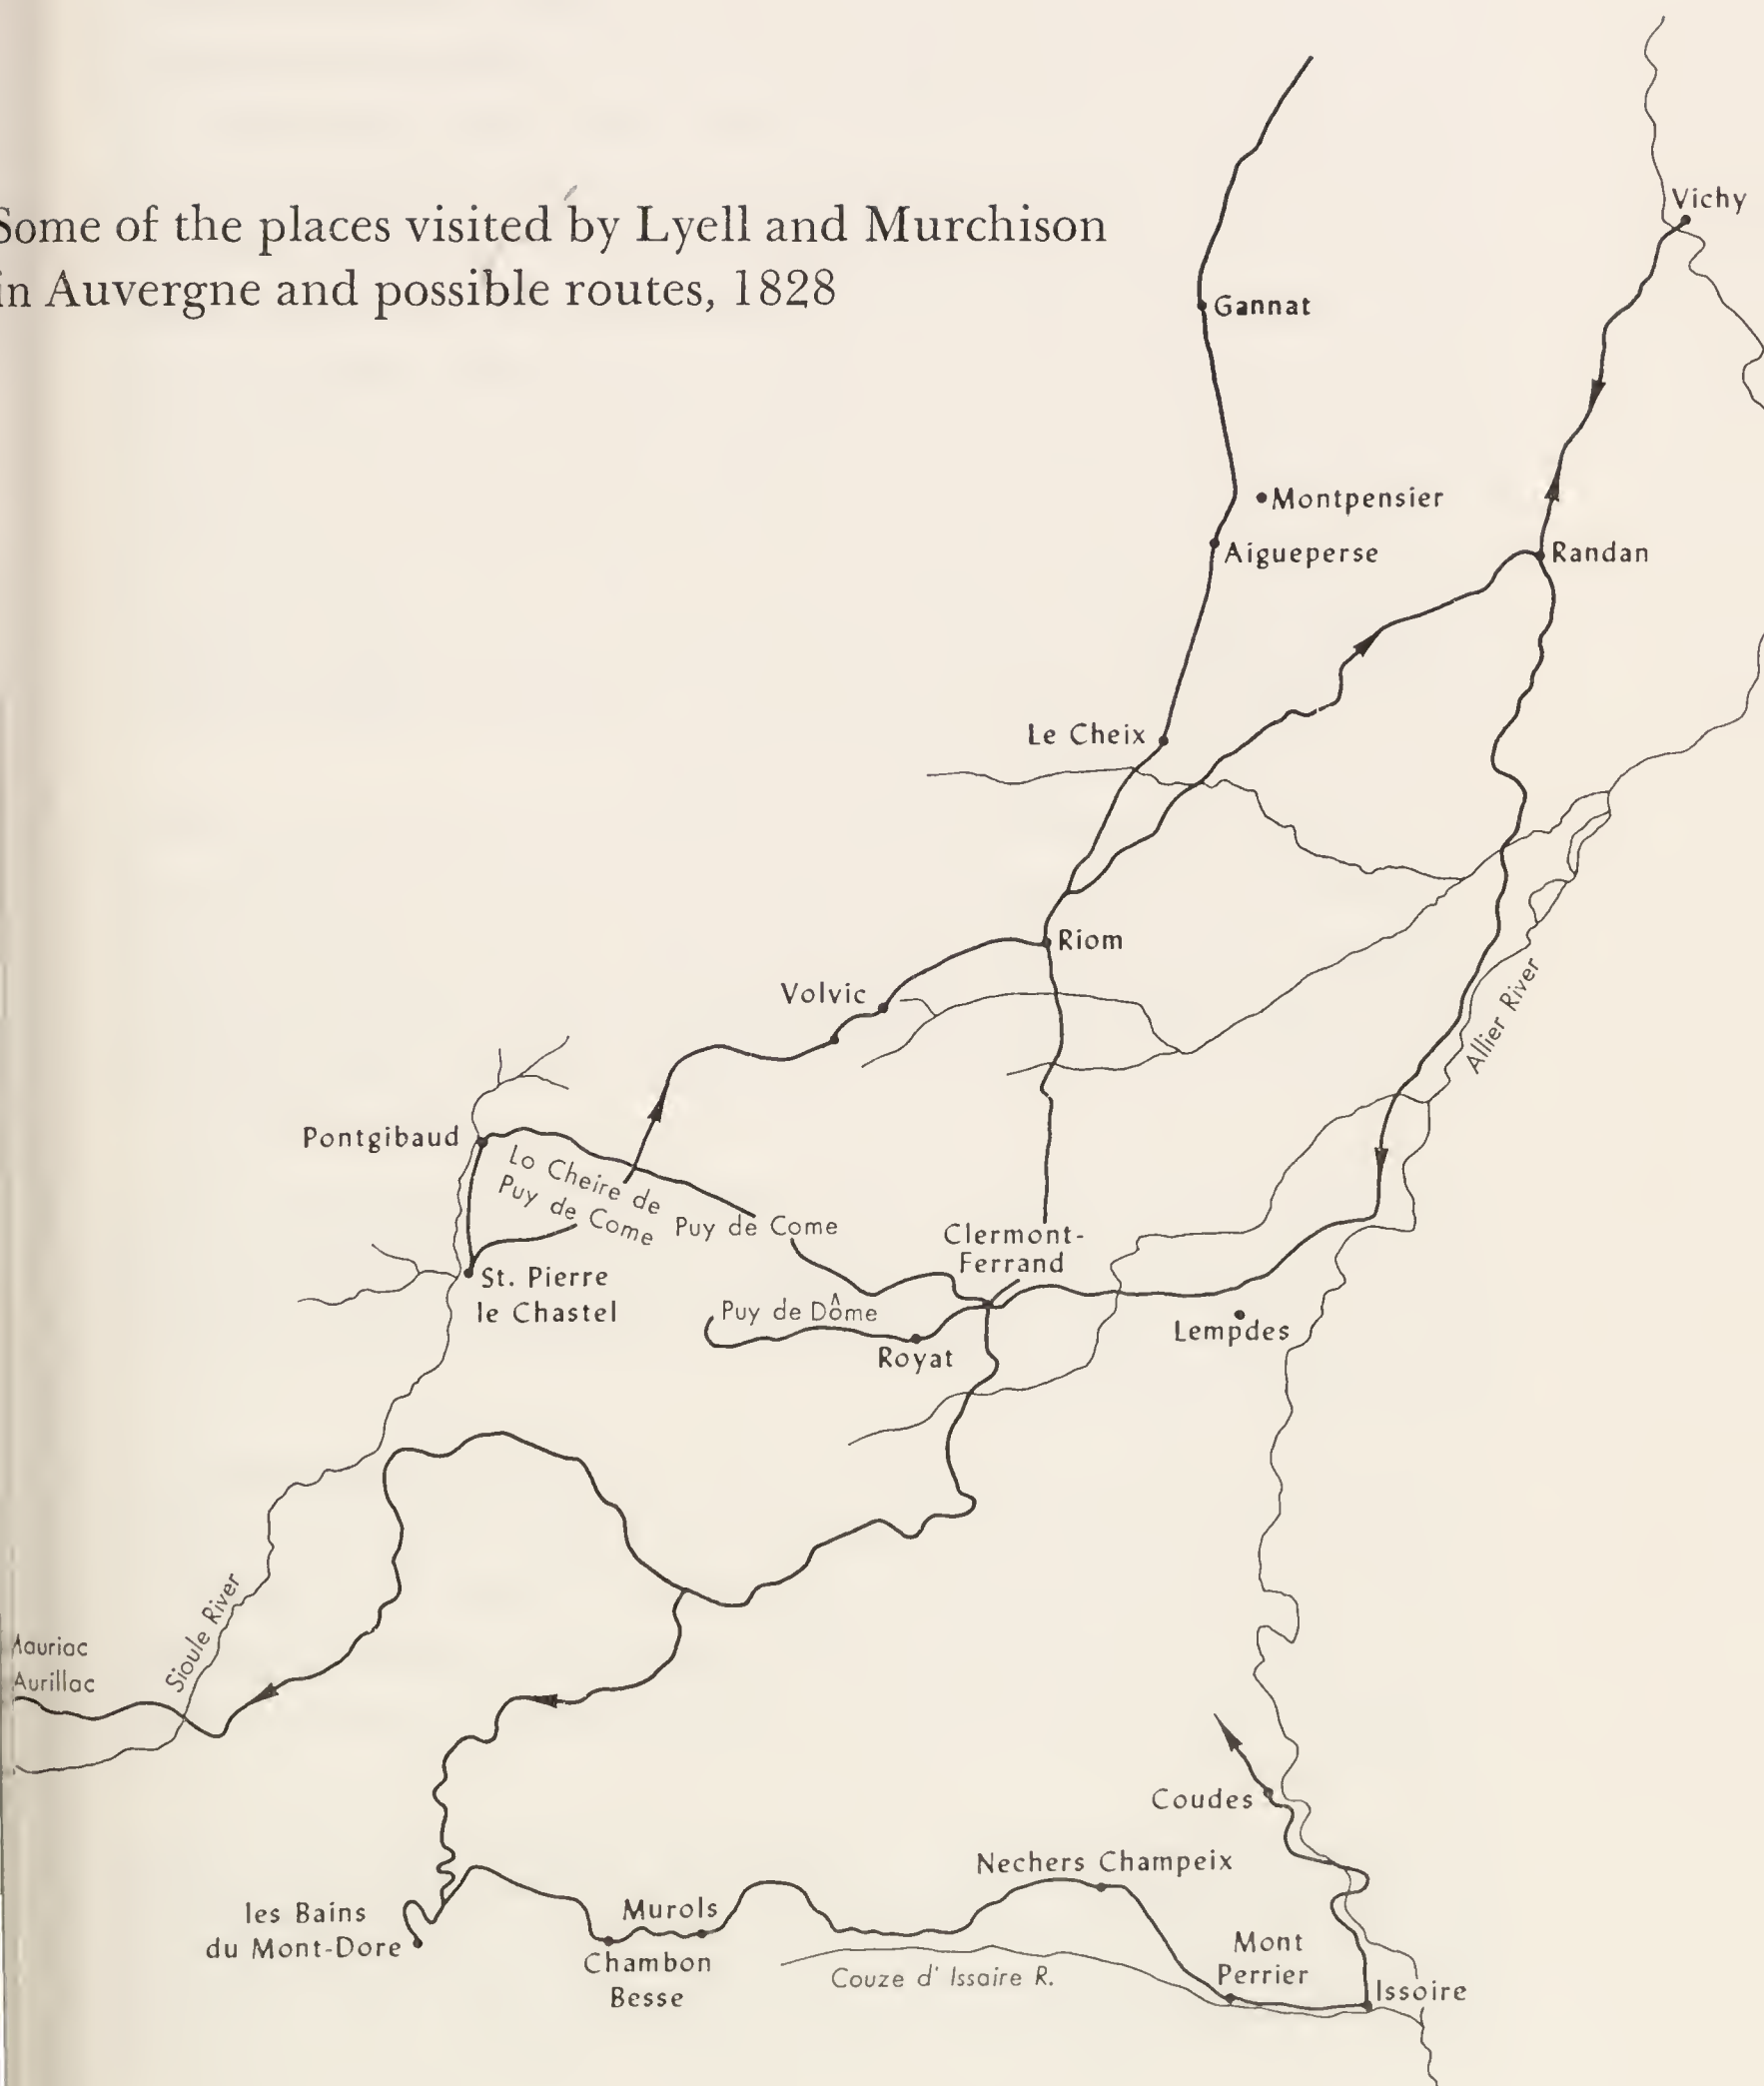 Some of the places visited by Lyell and Murchison
in Auvergne and possible routes, 1828
Vichy
Gannat
Montpensier
Aigueperse
Randan
Le Cheix
Riom
Volvic
Allier River
Pontgibaud
Lo Cheire de
Puy de Come
Puy de Come
Clermont-
Ferrand
St. Pierre
le Chastel
Puy de Dôme
Lempdes
Royat
Sioule River
Aurillac
Coudes
Nechers Champeix
les Bains
du Mont-Dore
Murols
Chambon
Besse
Mont
Perrier
Couze d' Issaire R.
Issoire